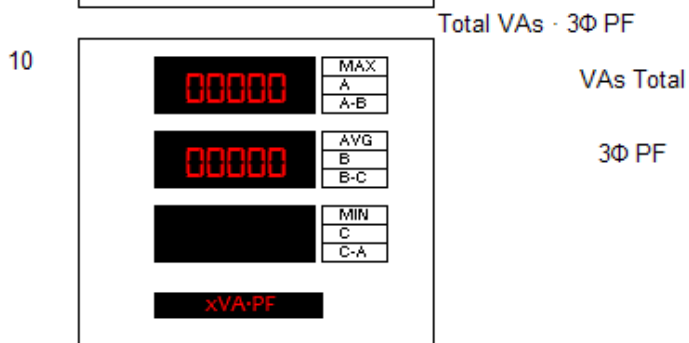 Total VAs · 3Φ PF
10
00000
MAX
A
A-B
VAs Total
00000
AVG
B
B-C
3Φ PF
MIN
C
C-A
xVA·PF